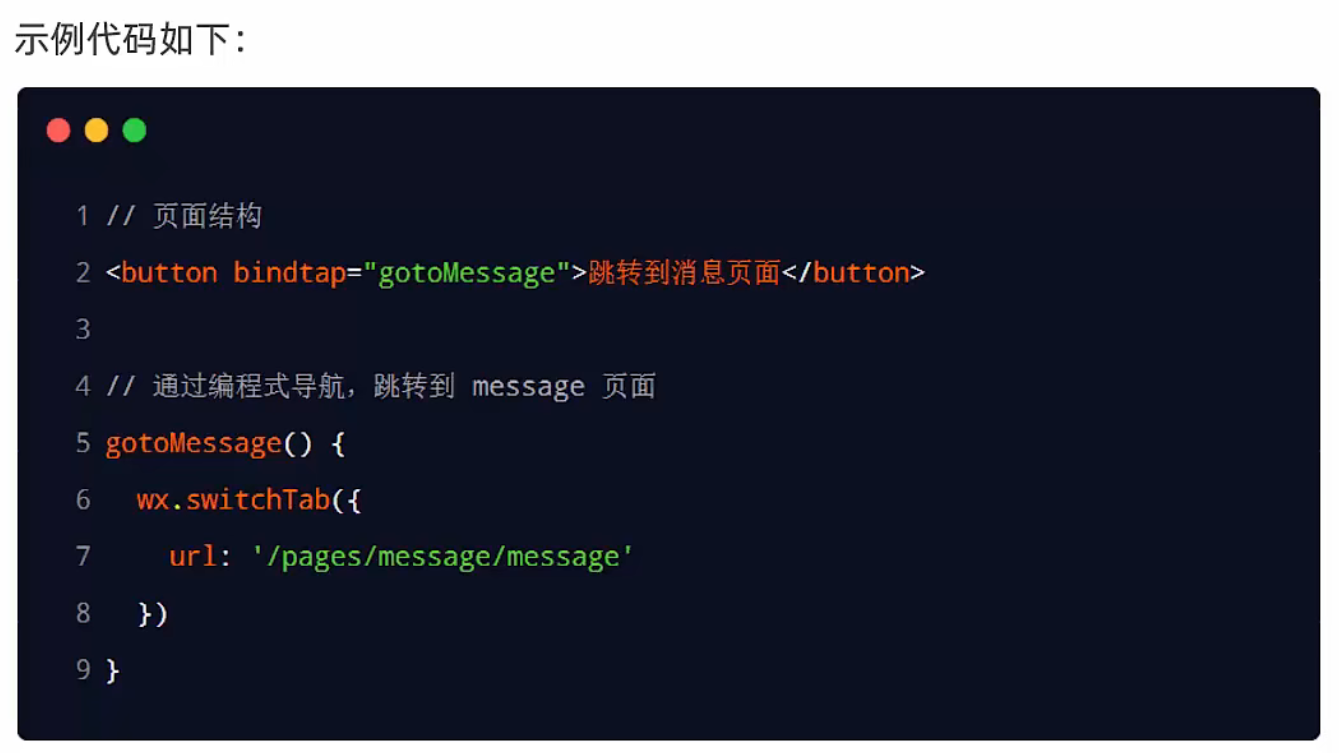 示例代码如下：
1 // 页面结构
2 <button bindtap="gotoMessage">跳转到消息页面</button>
3
4 // 通过编程式导航，跳转到 message 页面
5 gotoMessage() {
6   wx.switchTab({
7     url: '/pages/message/message'
8   })
9 }